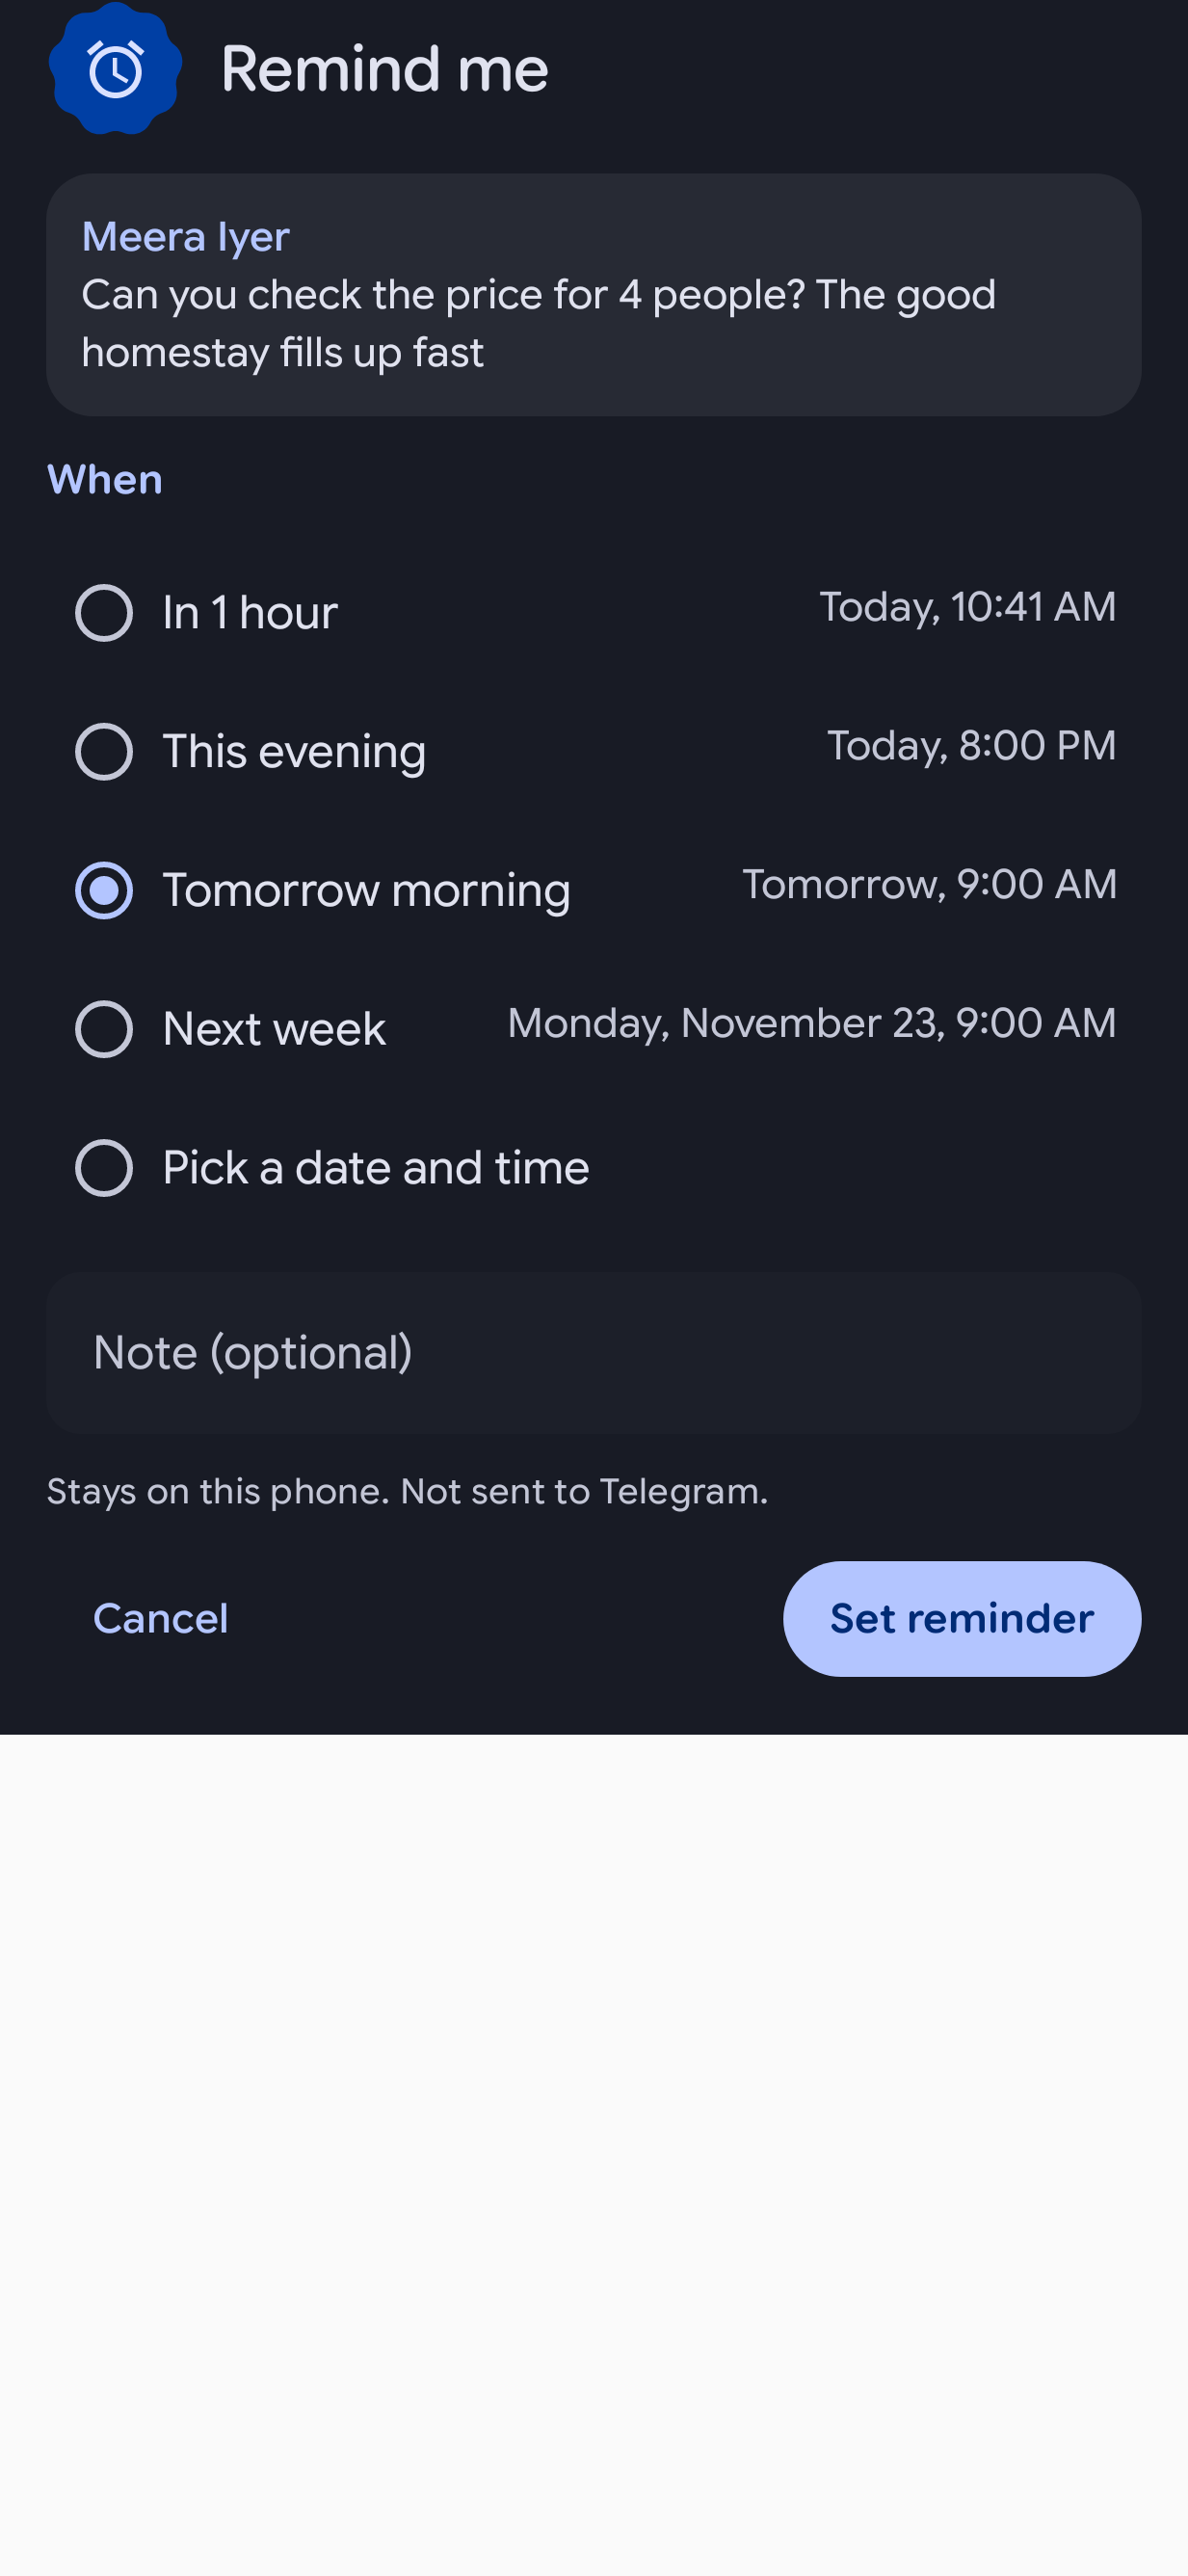 Remind me
Meera Iyer
Can you check the price for 4 people? The good
homestay fills up fast
When
In 1 hour Today, 10:41 AM
This evening Today, 8:00 PM
Tomorrow morning Tomorrow, 9:00 AM
Next week Monday, November 23, 9:00 AM
Pick a date and time
Note (optional)
Stays on this phone. Not sent to Telegram.
Cancel Set reminder